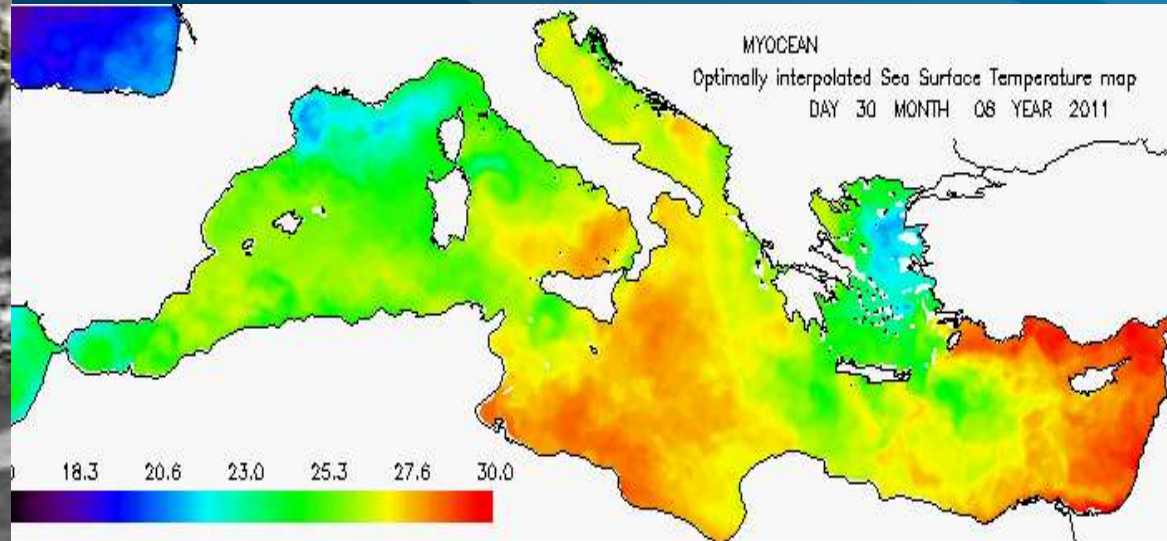 MYOCEAN
Optimally interpolated Sea Surface Temperature map
DAY 30 MONTH 08 YEAR 2011
18.3 20.6 23.0 25.3 27.6 30.0